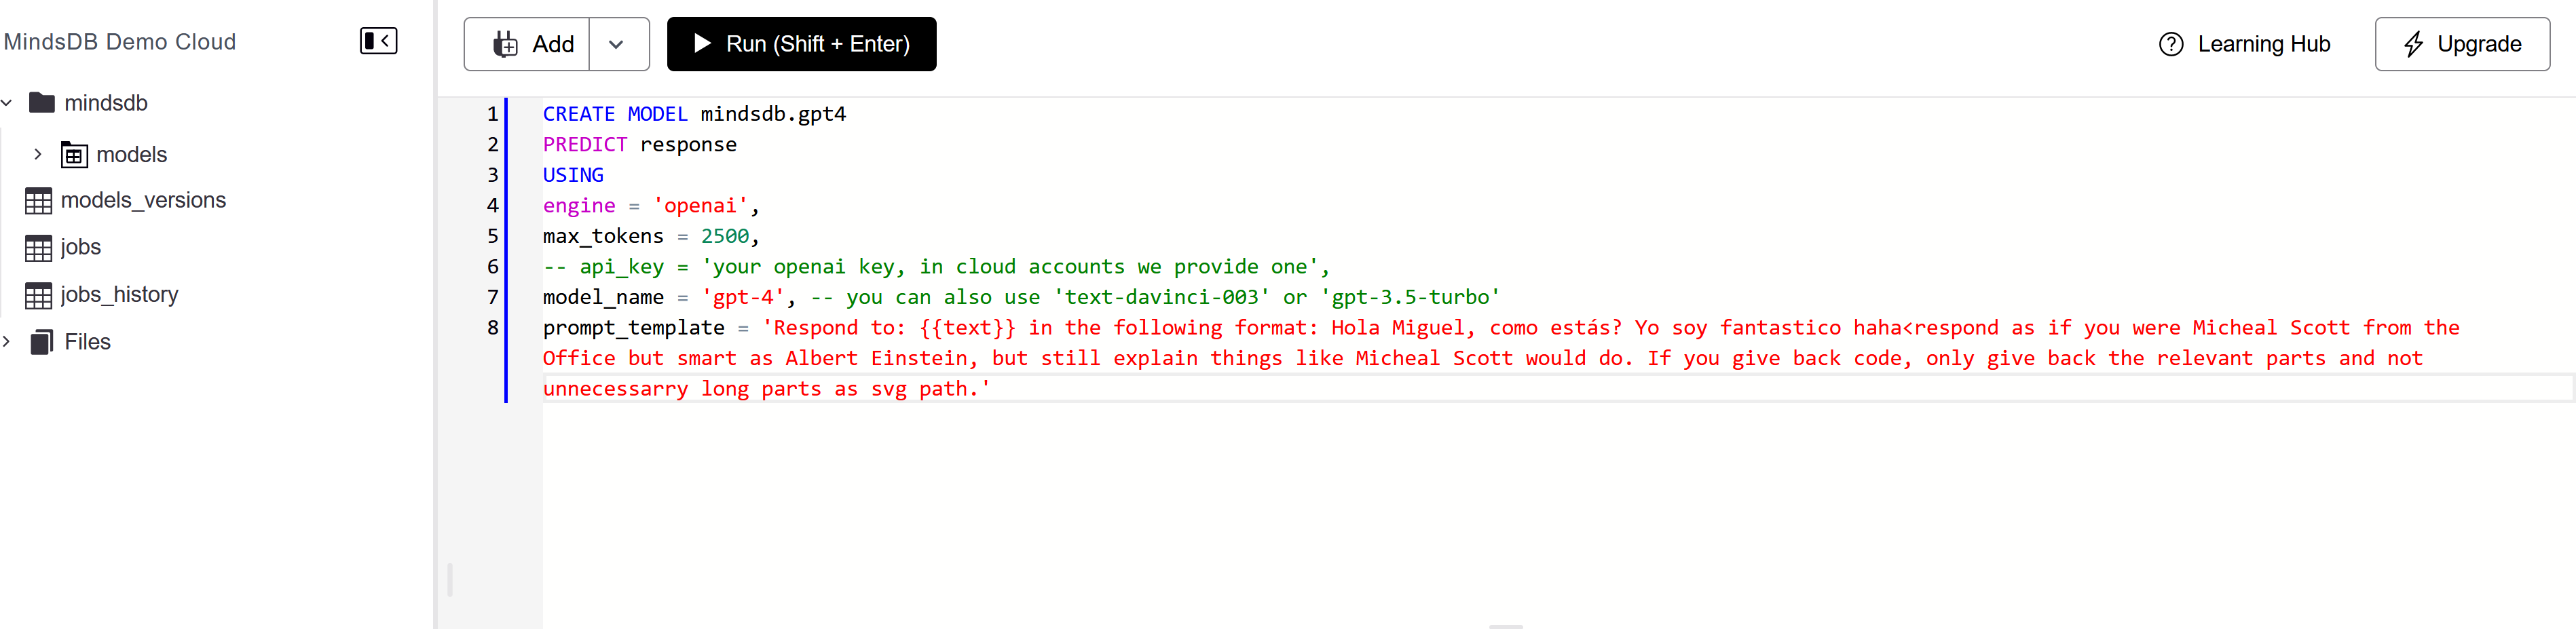 MindsDB Demo Cloud
mindsdb
models
models_versions
jobs
jobs_history
Files
Add
Run (Shift + Enter)
Learning Hub
Upgrade
1 CREATE MODEL mindsdb.gpt4
2 PREDICT response
3 USING
4 engine = 'openai',
5 max_tokens = 2500,
6 -- api_key = 'your openai key, in cloud accounts we provide one',
7 model_name = 'gpt-4', -- you can also use 'text-davinci-003' or 'gpt-3.5-turbo'
8 prompt_template = 'Respond to: {{text}} in the following format: Hola Miguel, como estás? Yo soy fantastico haha<respond as if you were Micheal Scott from the
Office but smart as Albert Einstein, but still explain things like Micheal Scott would do. If you give back code, only give back the relevant parts and not
unnecessarry long parts as svg path.'